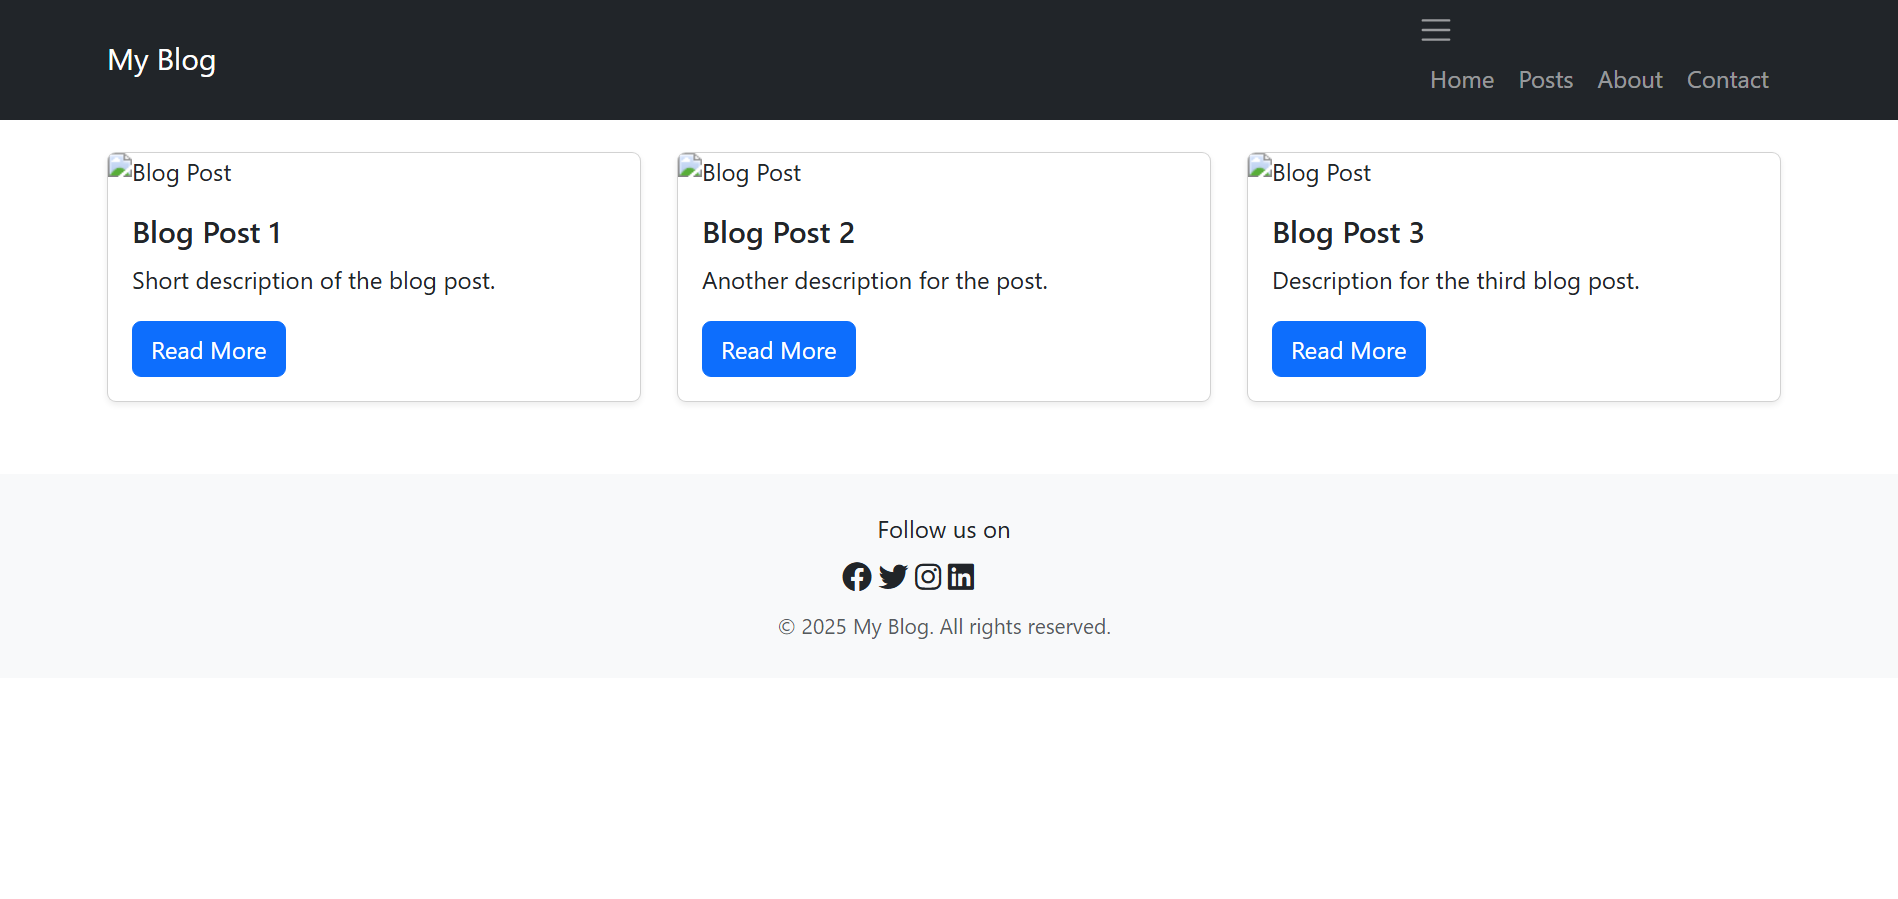 My Blog
Home Posts About Contact
Blog Post
Blog Post 1
Short description of the blog post.
Read More
Blog Post
Blog Post 2
Another description for the post.
Read More
Blog Post
Blog Post 3
Description for the third blog post.
Read More
Follow us on
© 2025 My Blog. All rights reserved.